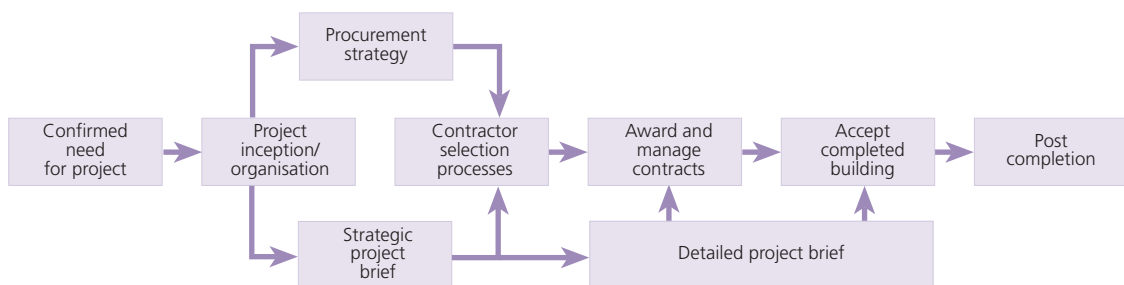 Procurement
strategy
Confirmed
need
for project
Project
inception/
organisation
Contractor
selection
processes
Award and
manage
contracts
Accept
completed
building
Post
completion
Strategic
project
brief
Detailed project brief